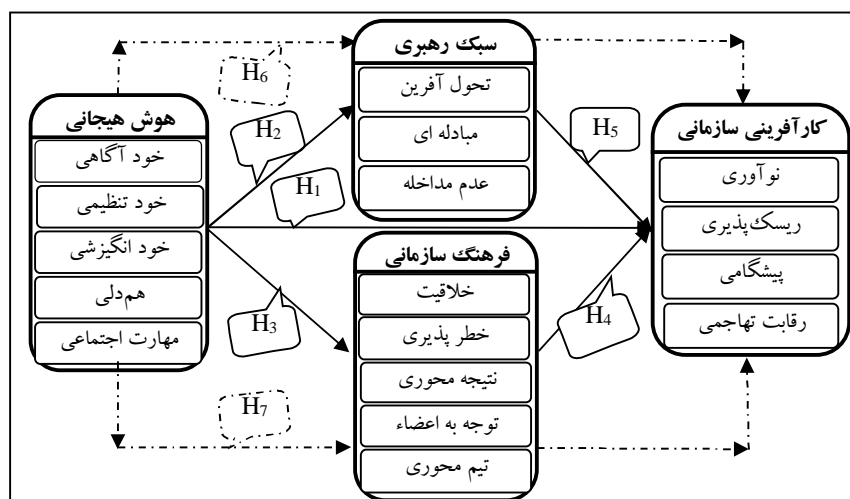 سبک رهبری
تحول آفرین
مبادله ای
عدم مداخله
هوش هیجانی
خود آگاهی
خود تنظیمی
خود انگیزشی
هم‌دلی
مهارت اجتماعی
کارآفرینی سازمانی
نوآوری
ریسک‌پذیری
پیشگامی
رقابت تهاجمی
فرهنگ سازمانی
خلاقیت
خطر پذیری
نتیجه محوری
توجه به اعضاء
تیم محوری
H6
H2
H1
H5
H3
H4
H7